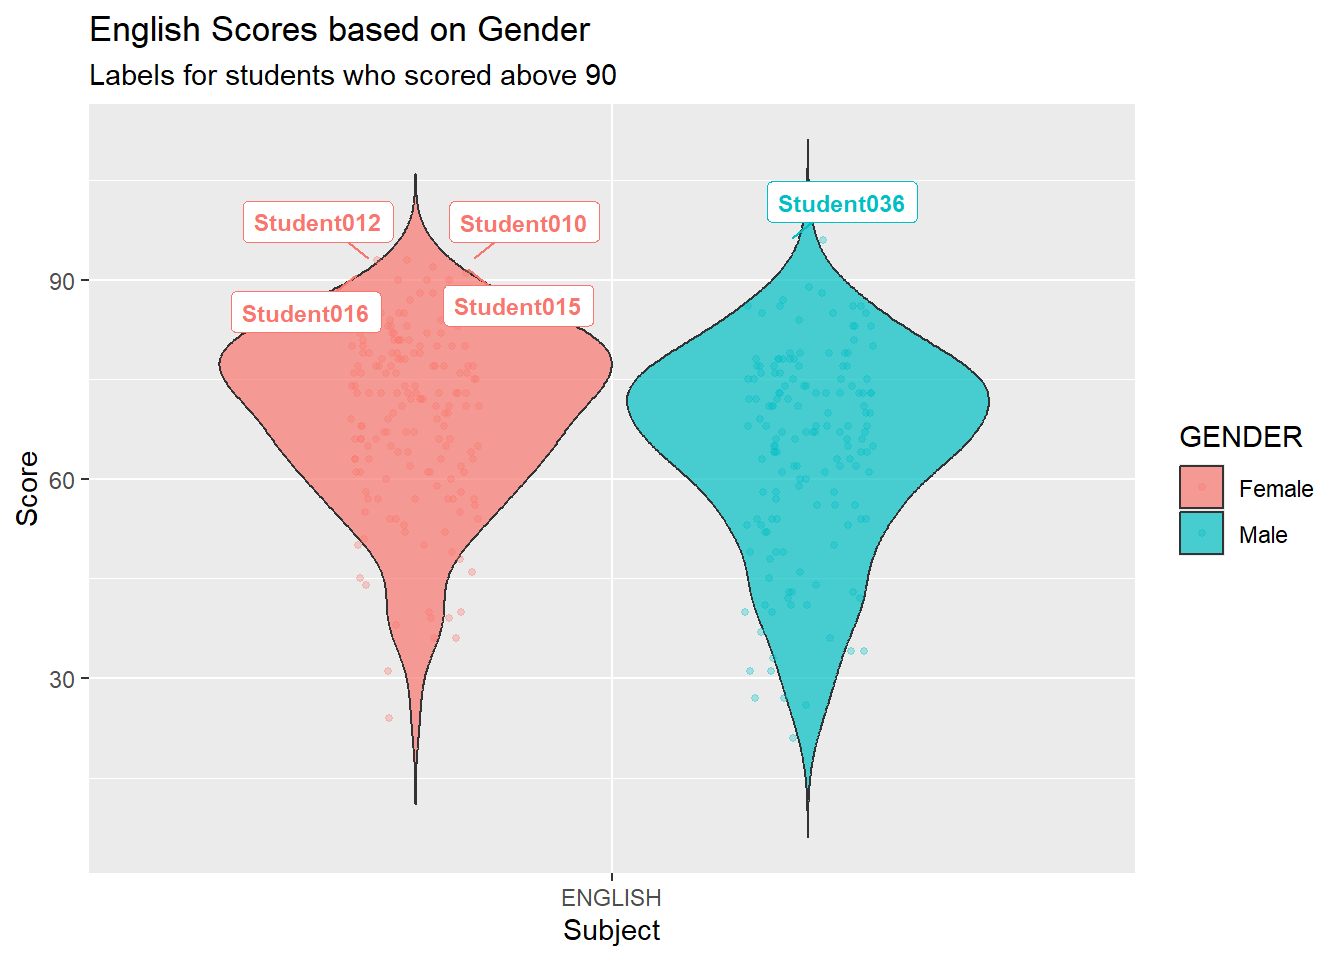 English Scores based on Gender
Labels for students who scored above 90
Student012
Student010
Student036
Student016
Student015
90
60
30
Score
ENGLISH
Subject
GENDER
Female
Male